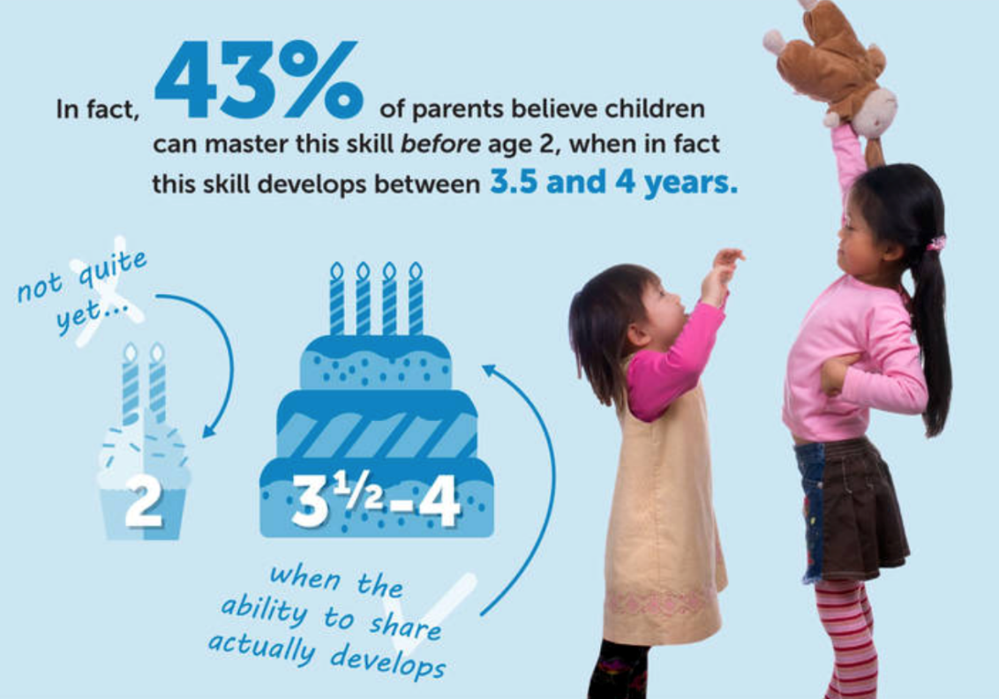 In fact, 43% of parents believe children
can master this skill before age 2, when in fact
this skill develops between 3.5 and 4 years.
not quite
yet...
2
3½-4
when the
ability to share
actually develops